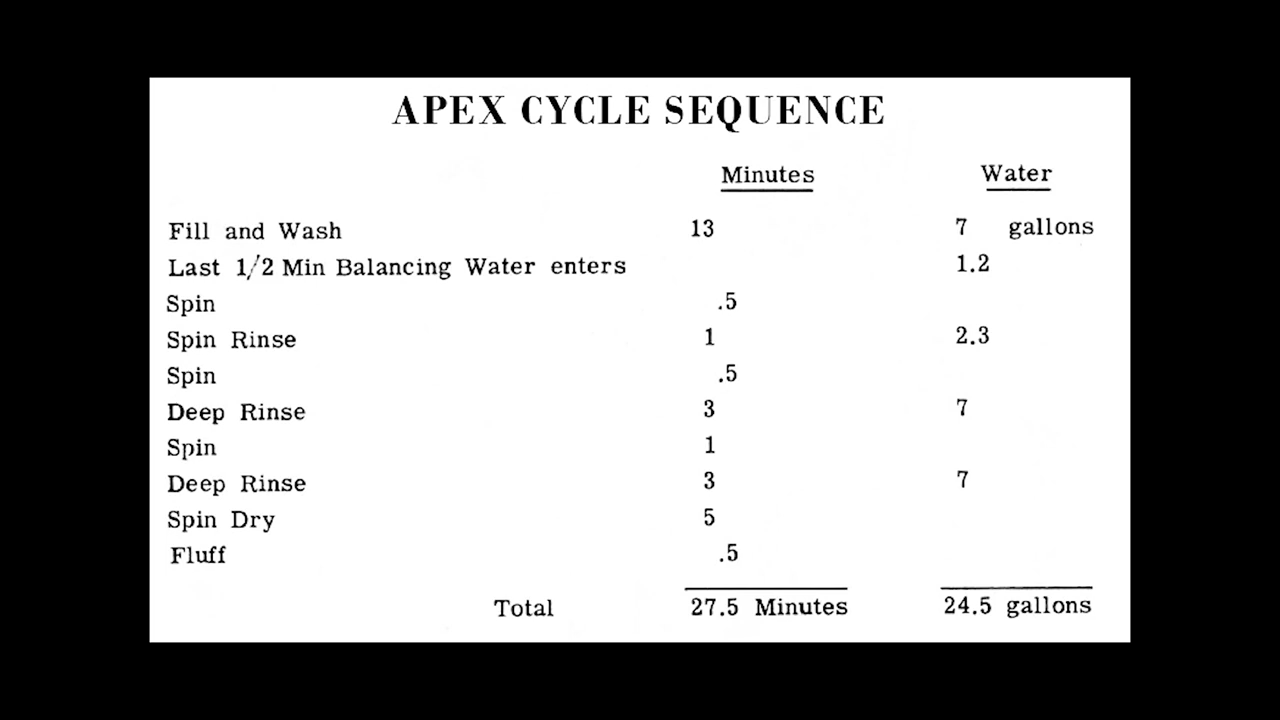 APEX CYCLE SEQUENCE
Minutes Water
Fill and Wash 13 7 gallons
Last 1/2 Min Balancing Water enters 1.2
Spin .5
Spin Rinse 1 2.3
Spin .5
Deep Rinse 3 7
Spin 1
Deep Rinse 3 7
Spin Dry 5
Fluff .5
Total 27.5 Minutes 24.5 gallons